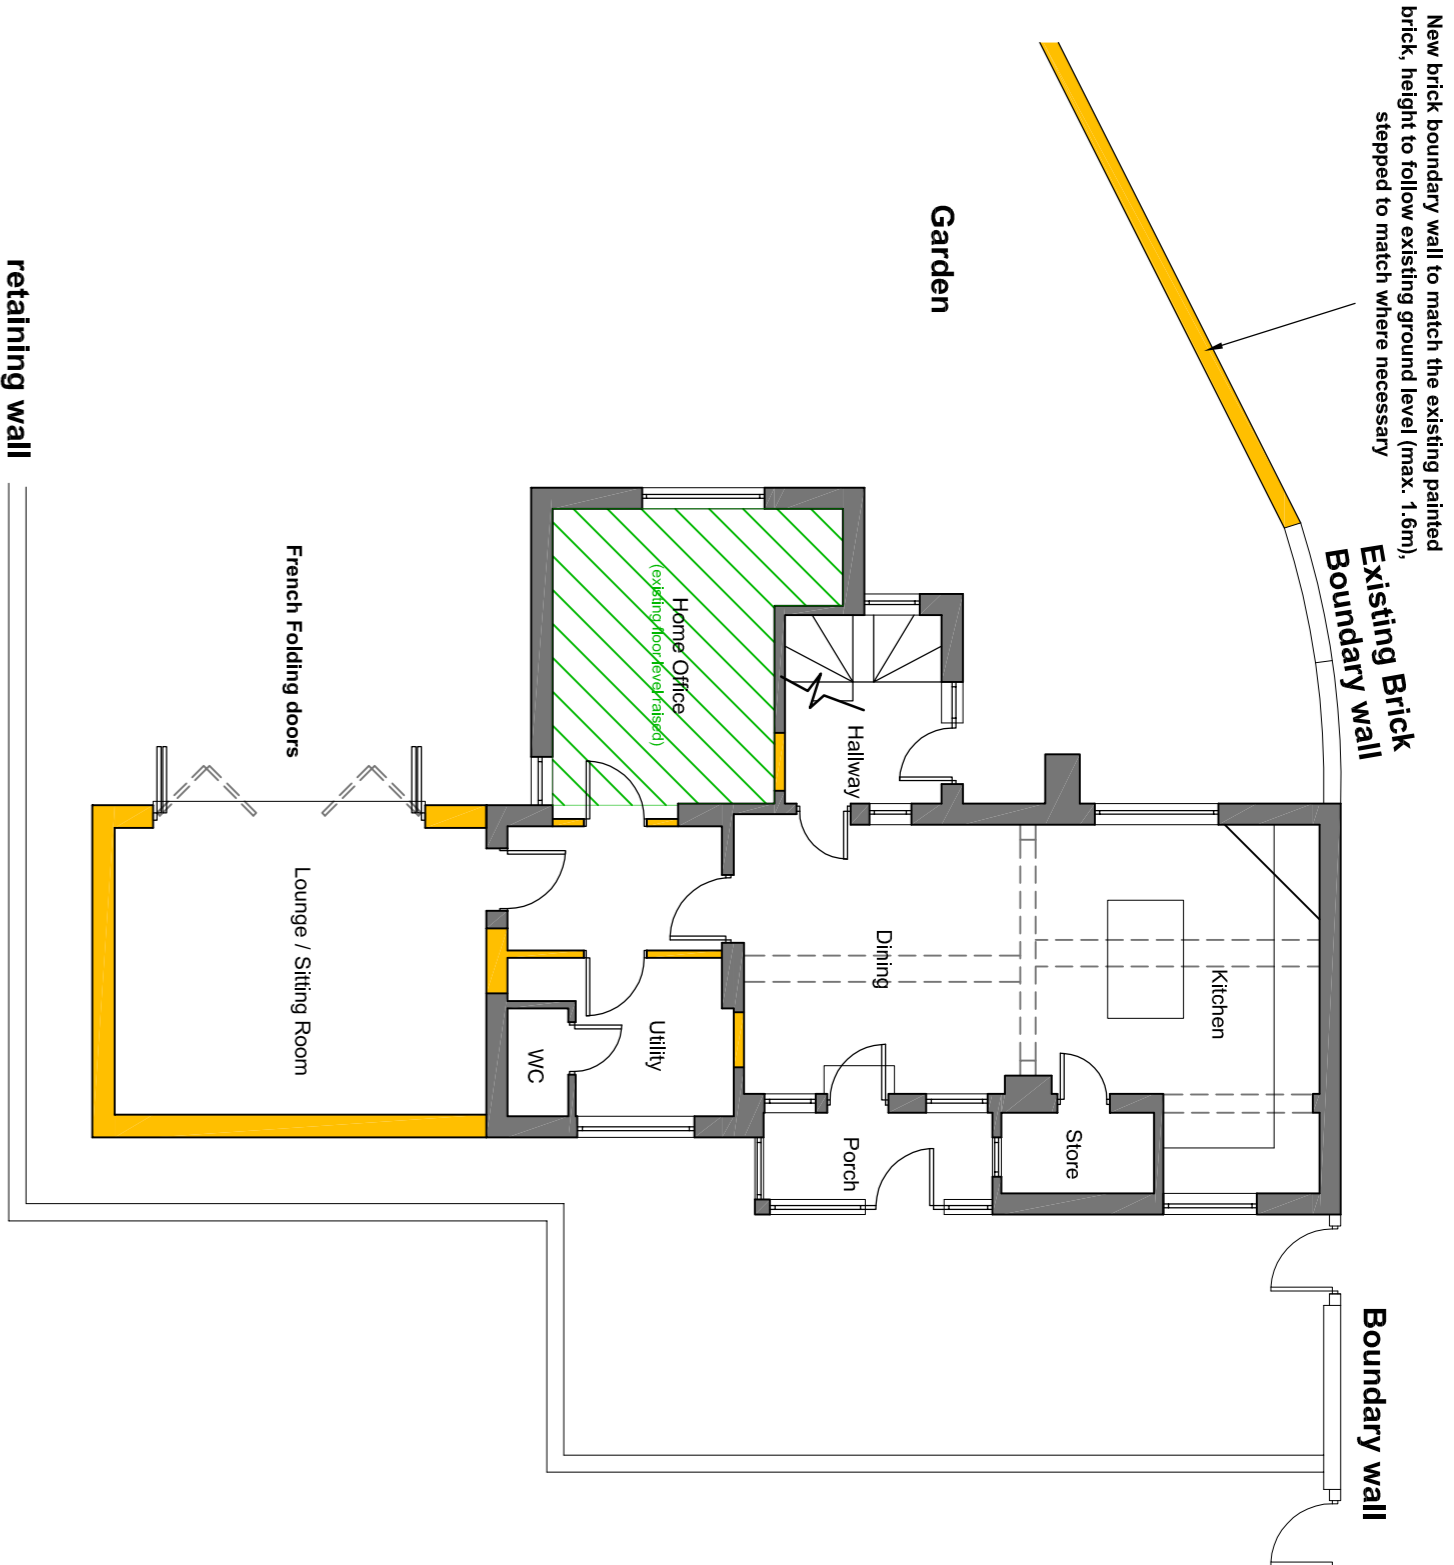 New brick boundary wall to match the existing painted
brick, height to follow existing ground level (max. 1.6m),
stepped to match where necessary
Existing Brick
Boundary wall
Boundary wall
Garden
Kitchen
Store
Dining
Hallway
Porch
Home Office
(existing floor level raised)
Utility
WC
Lounge / Sitting Room
French Folding doors
retaining wall